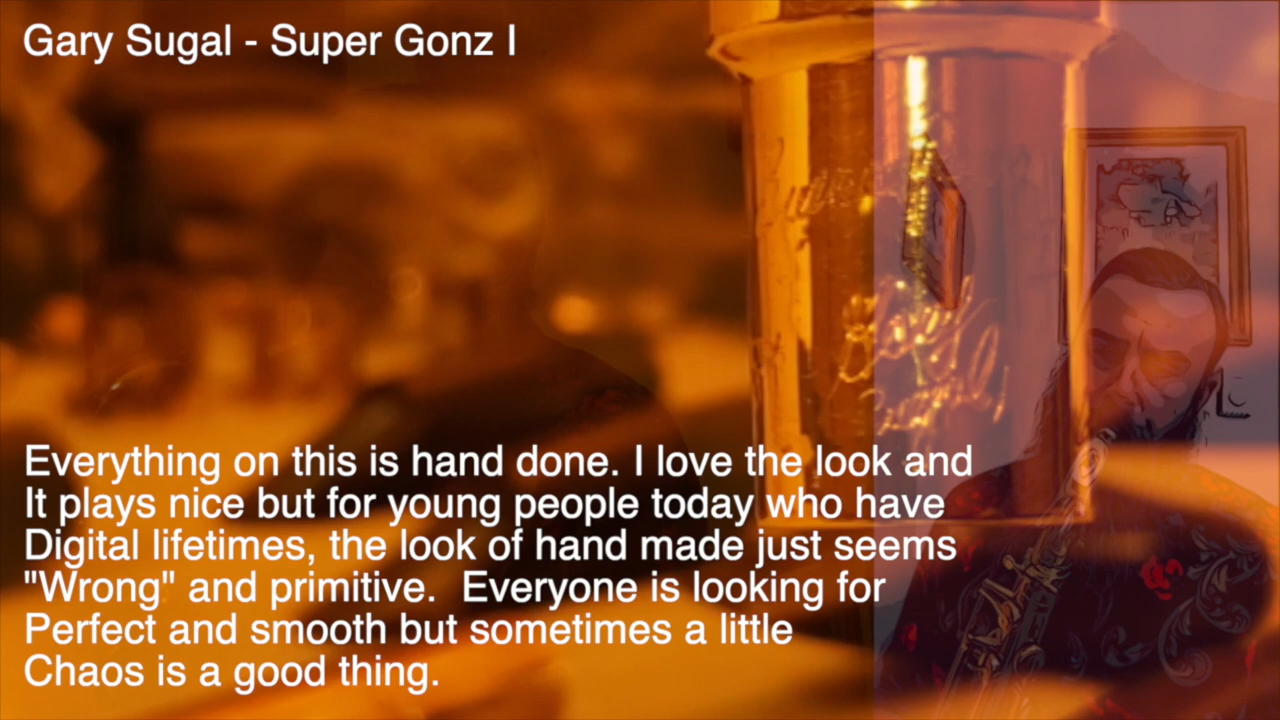 Gary Sugal - Super Gonz I
Everything on this is hand done. I love the look and
It plays nice but for young people today who have
Digital lifetimes, the look of hand made just seems
"Wrong" and primitive.  Everyone is looking for
Perfect and smooth but sometimes a little
Chaos is a good thing.